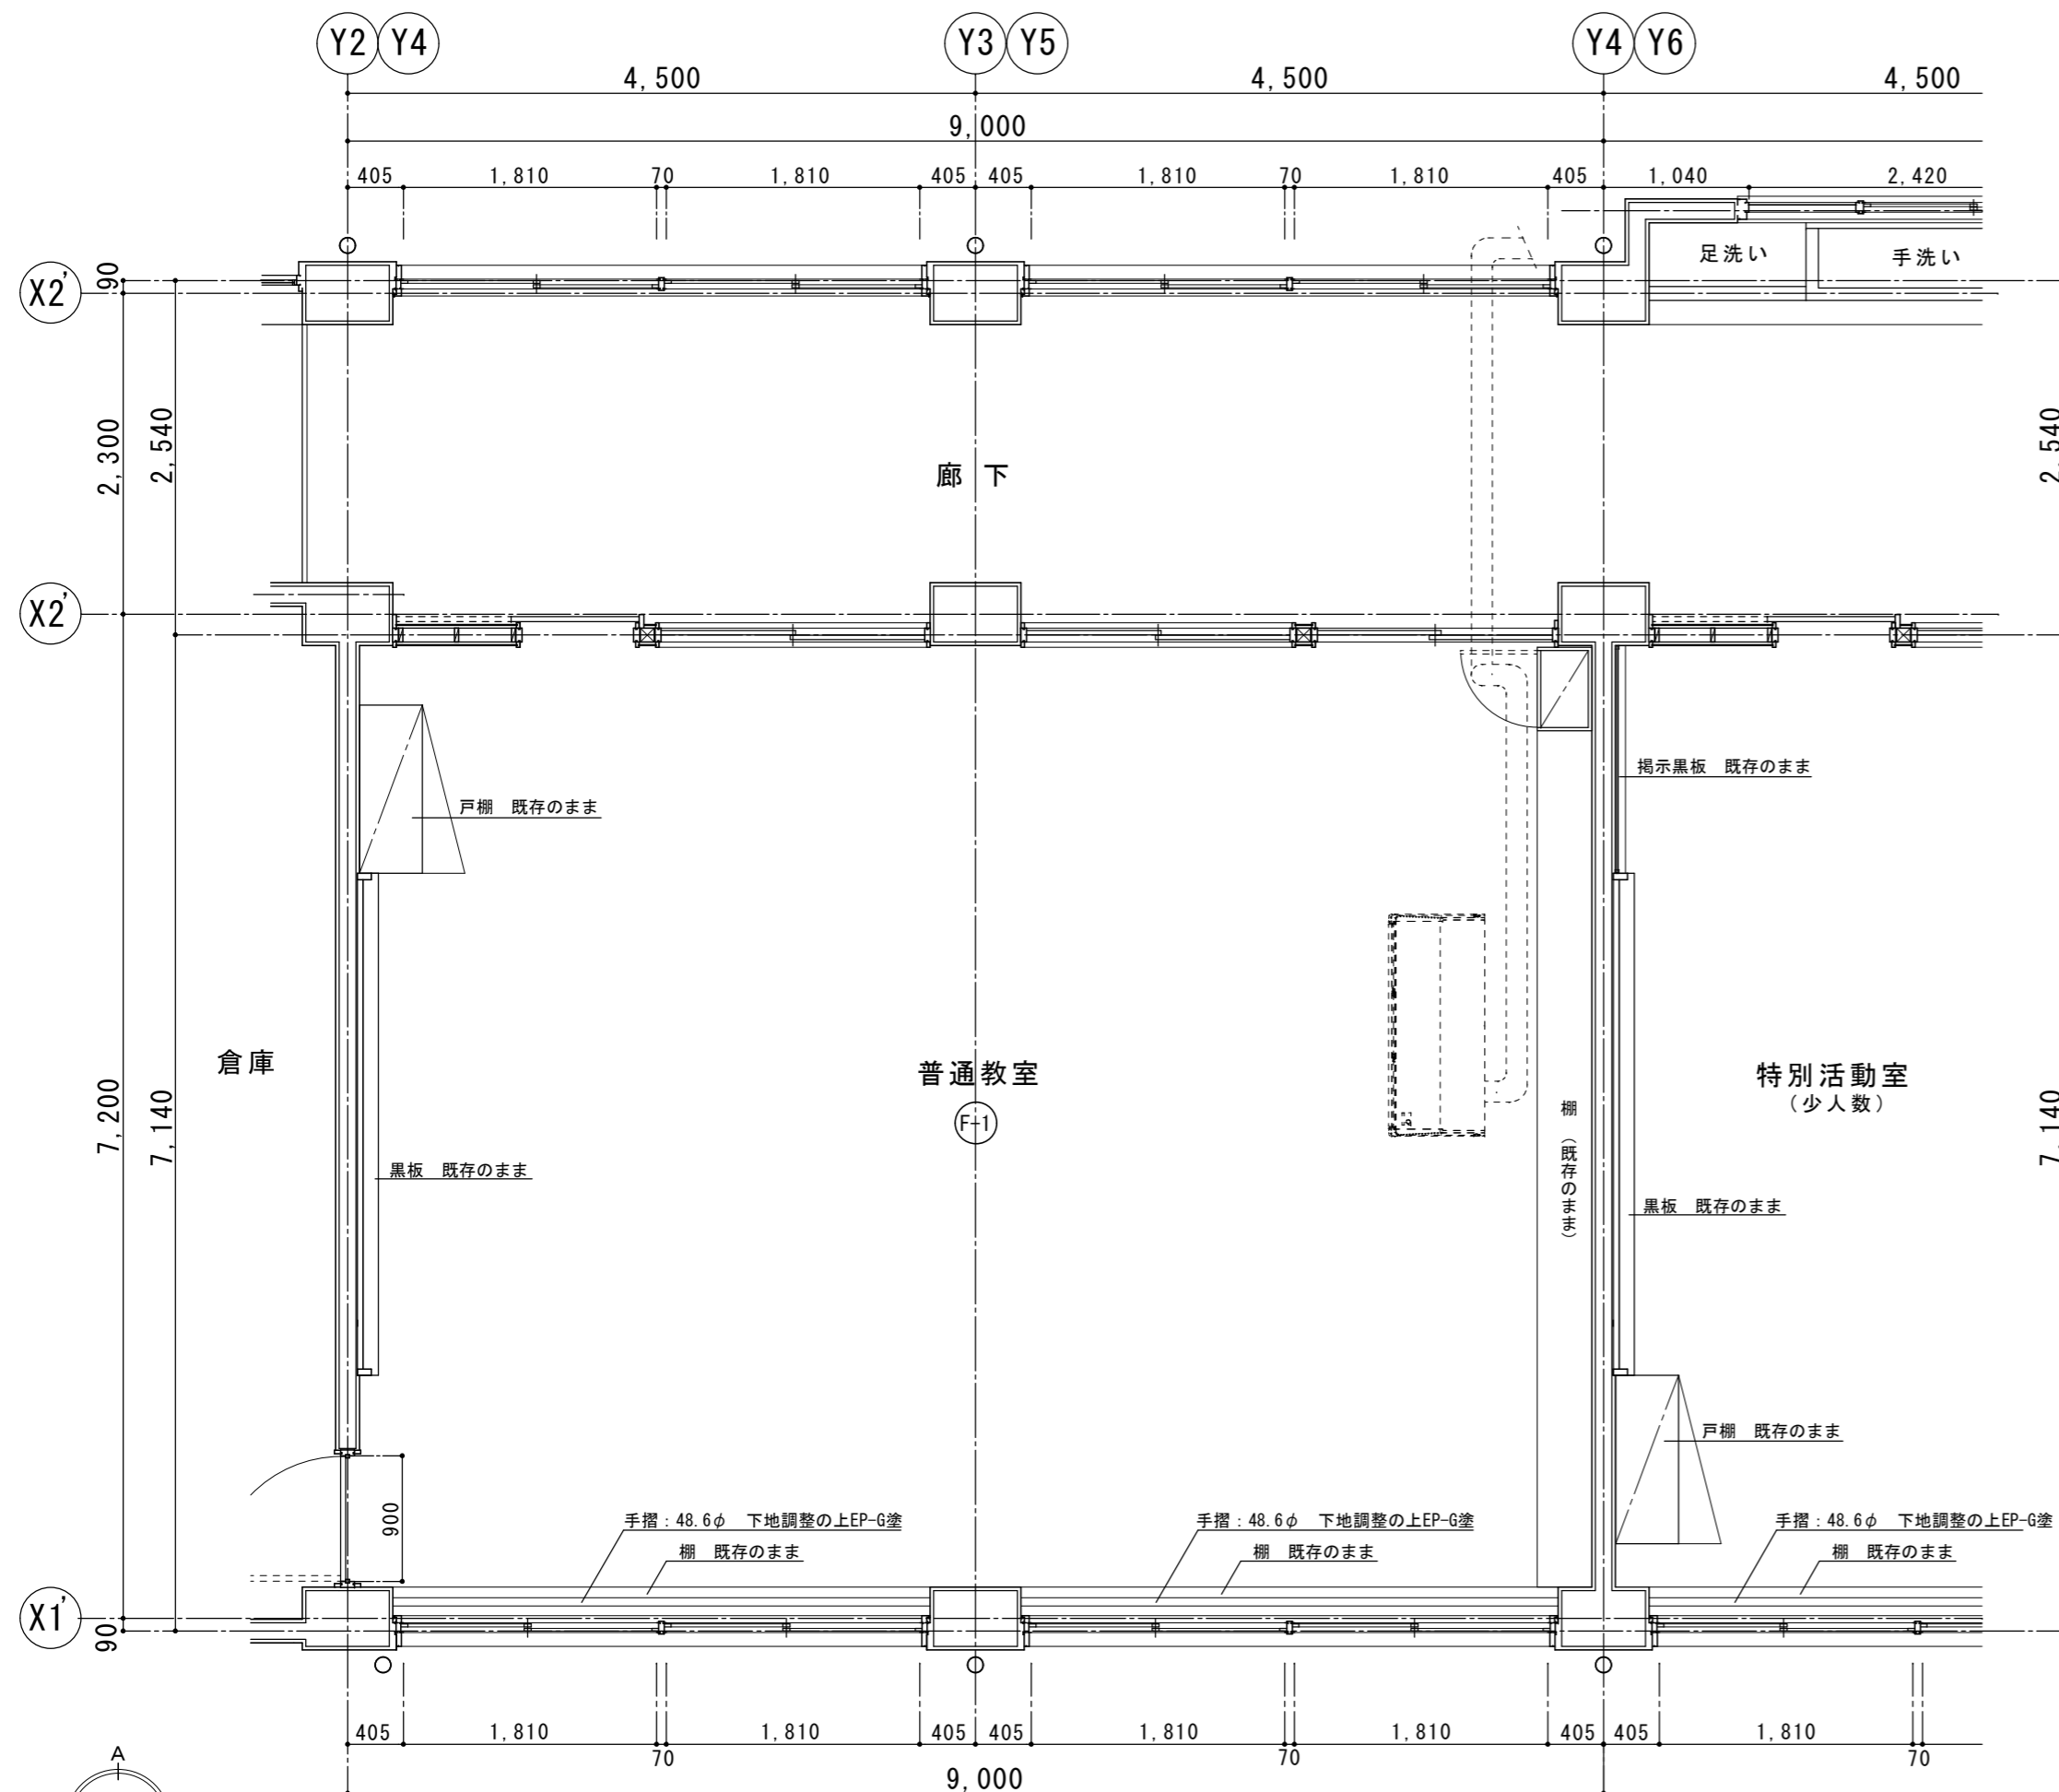 Y2 Y4 Y3 Y5 Y4 Y6
4,500 4,500 4,500
9,000
405 1,810 70 1,810 405 405 1,810 70 1,810 405 1,040 2,420
足洗い 手洗い
X2' 90
2,300 2,540 2,540
廊 下
X2'
掲示黒板 既存のまま
戸棚 既存のまま
倉庫
普通教室
F-1
特別活動室
(少人数)
7,200 7,140 7,140
棚 (既存のまま)
黒板 既存のまま
黒板 既存のまま
戸棚 既存のまま
900
手摺:48.6φ 下地調整の上EP-G塗 手摺:48.6φ 下地調整の上EP-G塗 手摺:48.6φ 下地調整の上EP-G塗
棚 既存のまま 棚 既存のまま 棚 既存のまま
X1' 90
405 1,810 70 1,810 405 405 1,810 70 1,810 405 405 1,810 70
A
9,000